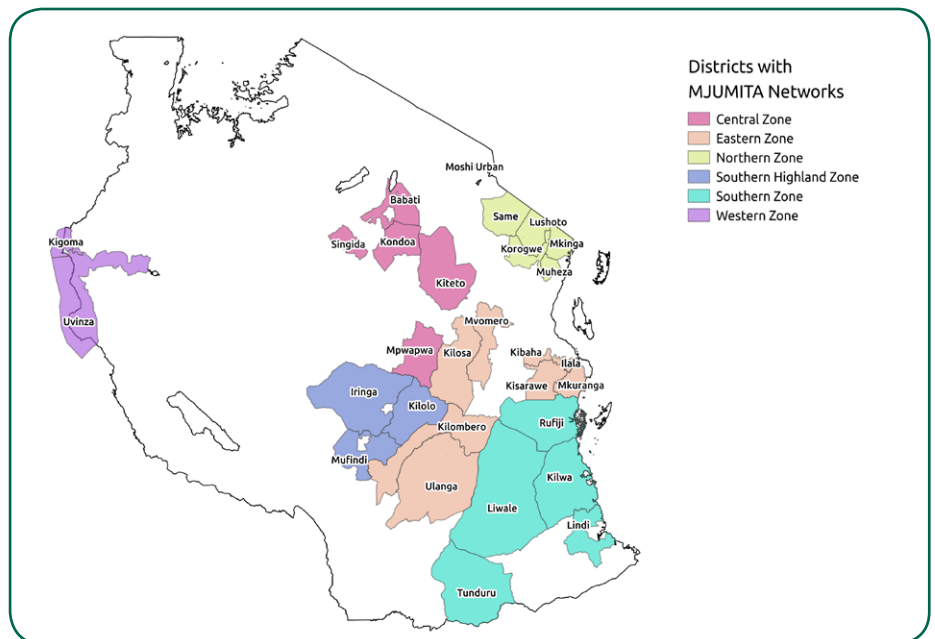 Districts with
MJUMITA Networks
Central Zone
Eastern Zone
Northern Zone
Southern Highland Zone
Southern Zone
Western Zone
Moshi Urban
Babati
Same
Lushoto
Kigoma
Singida
Kondoa
Korogwe
Mkinga
Muheza
Kiteto
Uvinza
Mvomero
Mpwapwa
Kilosa
Kibaha
Ilala
Kisarawe
Mkuranga
Iringa
Kilolo
Kilombero
Rufiji
Mufindi
Kilwa
Ulanga
Liwale
Lindi
Tunduru